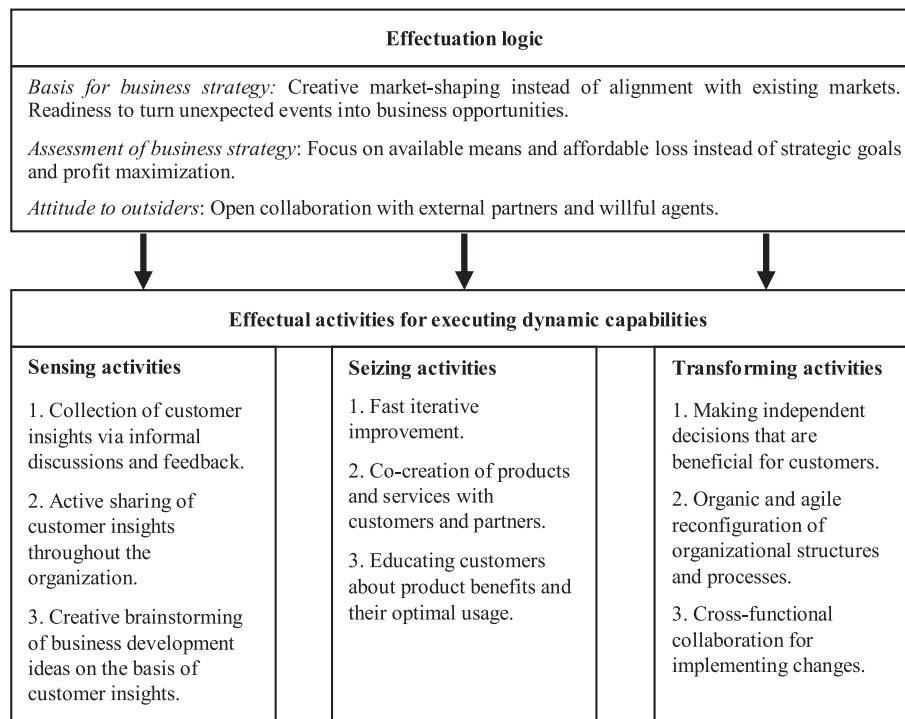 Effectuation logic
Basis for business strategy: Creative market-shaping instead of alignment with existing markets.
Readiness to turn unexpected events into business opportunities.
Assessment of business strategy: Focus on available means and affordable loss instead of strategic goals
and profit maximization.
Attitude to outsiders: Open collaboration with external partners and willful agents.
Effectual activities for executing dynamic capabilities
Sensing activities
1. Collection of customer
insights via informal
discussions and feedback.
2. Active sharing of
customer insights
throughout the
organization.
3. Creative brainstorming
of business development
ideas on the basis of
customer insights.
Seizing activities
1. Fast iterative
improvement.
2. Co-creation of products
and services with
customers and partners.
3. Educating customers
about product benefits and
their optimal usage.
Transforming activities
1. Making independent
decisions that are
beneficial for customers.
2. Organic and agile
reconfiguration of
organizational structures
and processes.
3. Cross-functional
collaboration for
implementing changes.